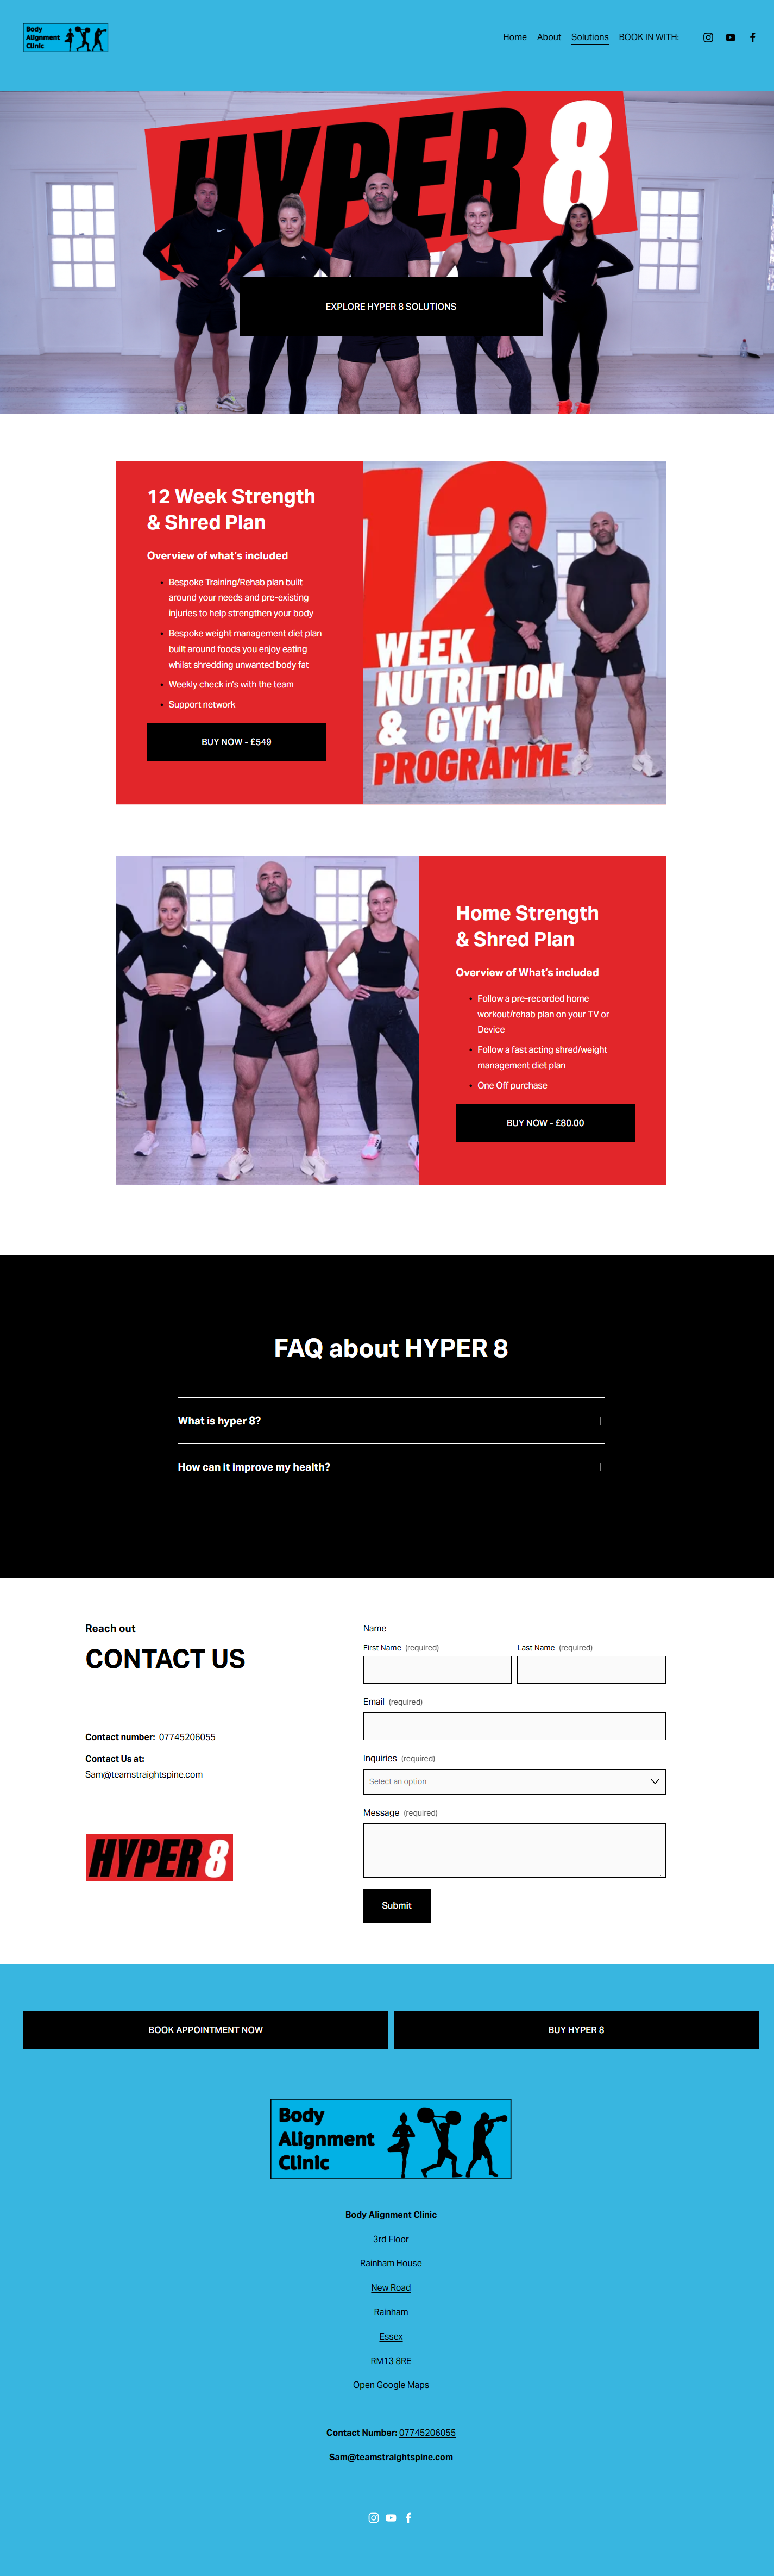 Body
Alignment
Clinic
Home About Solutions BOOK IN WITH:
HYPER 8
EXPLORE HYPER 8 SOLUTIONS
12 Week Strength
& Shred Plan
Overview of what's included
Bespoke Training/Rehab plan built
around your needs and pre-existing
injuries to help strengthen your body
Bespoke weight management diet plan
built around foods you enjoy eating
whilst shredding unwanted body fat
Weekly check in's with the team
Support network
BUY NOW - £549
12
WEEK
NUTRITION
& GYM
PROGRAMME
Home Strength
& Shred Plan
Overview of What's included
Follow a pre-recorded home
workout/rehab plan on your TV or
Device
Follow a fast acting shred/weight
management diet plan
One Off purchase
BUY NOW - £80.00
FAQ about HYPER 8
What is hyper 8?
How can it improve my health?
Reach out
CONTACT US
Contact number: 07745206055
Contact Us at:
Sam@teamstraightspine.com
HYPER 8
Name
First Name (required) Last Name (required)
Email (required)
Inquiries (required)
Select an option
Message (required)
Submit
BOOK APPOINTMENT NOW BUY HYPER 8
Body
Alignment
Clinic
Body Alignment Clinic
3rd Floor
Rainham House
New Road
Rainham
Essex
RM13 8RE
Open Google Maps
Contact Number: 07745206055
Sam@teamstraightspine.com